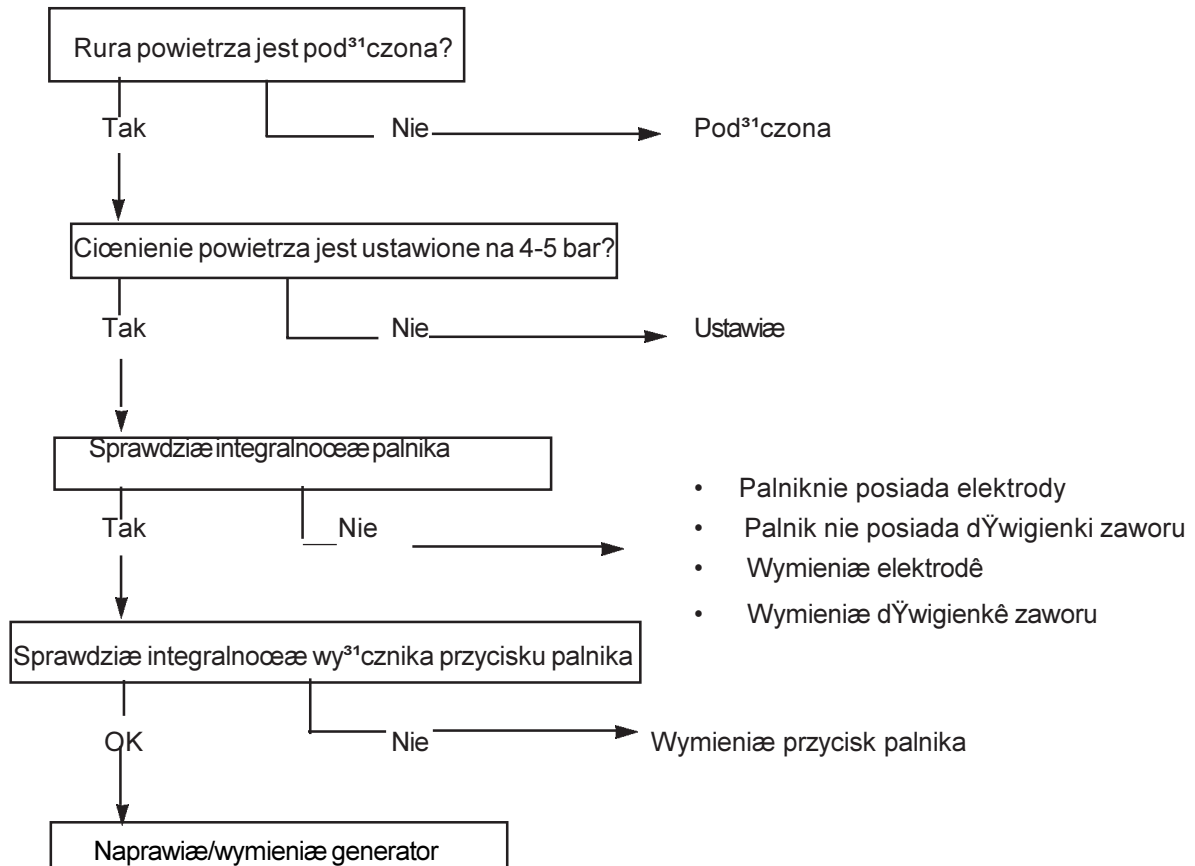 Rura powietrza jest pod³¹czona?
Tak
Nie
Pod³¹czona
Ciœnienie powietrza jest ustawione na 4-5 bar?
Tak
Nie
Ustawiæ
Sprawdziæ integralnoœæ palnika
Tak
Nie
• Palniknie posiada elektrody
• Palnik nie posiada dŸwigienki zaworu
• Wymieniæ elektrodê
• Wymieniæ dŸwigienkê zaworu
Sprawdziæ integralnoœæ wy³¹cznika przycisku palnika
OK
Nie
Wymieniæ przycisk palnika
Naprawiæ/wymieniæ generator